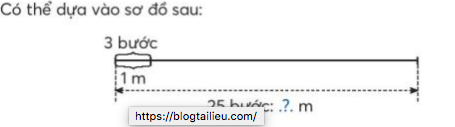 Có thể dựa vào sơ đồ sau:
3 bước
1 m
25 bước: .?. m
https://blogtailieu.com/